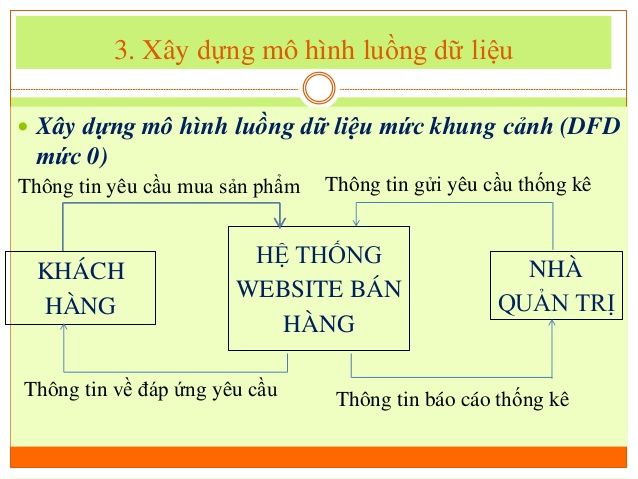 3. Xây dựng mô hình luồng dữ liệu
Xây dựng mô hình luồng dữ liệu mức khung cảnh (DFD
mức 0)
Thông tin yêu cầu mua sản phẩm
Thông tin gửi yêu cầu thống kê
KHÁCH
HÀNG
HỆ THỐNG
WEBSITE BÁN
HÀNG
NHÀ
QUẢN TRỊ
Thông tin về đáp ứng yêu cầu
Thông tin báo cáo thống kê